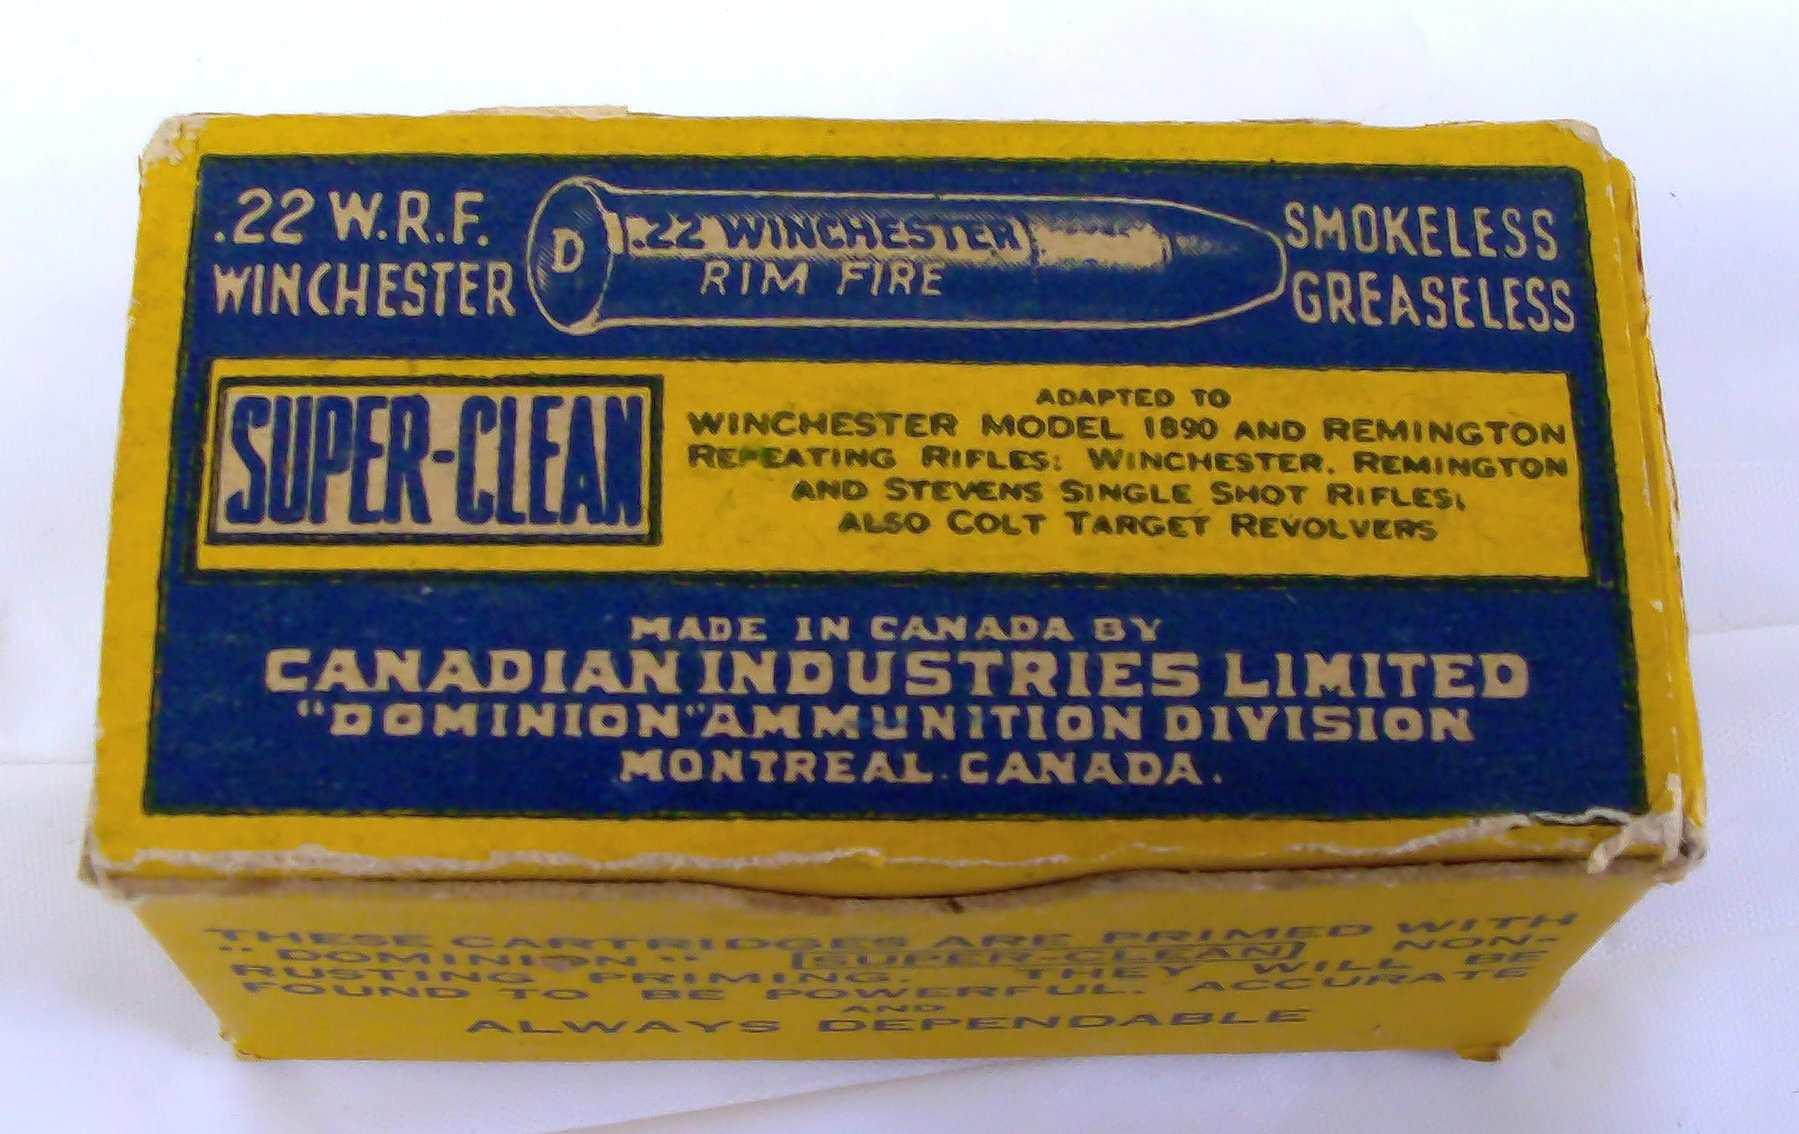 .22 W.R.F.
WINCHESTER
D
.22 WINCHESTER
RIM FIRE
SMOKELESS
GREASELESS
SUPER-CLEAN
ADAPTED TO
WINCHESTER MODEL 1890 AND REMINGTON
REPEATING RIFLES; WINCHESTER, REMINGTON
AND STEVENS SINGLE SHOT RIFLES,
ALSO COLT TARGET REVOLVERS
MADE IN CANADA BY
CANADIAN INDUSTRIES LIMITED
"DOMINION" AMMUNITION DIVISION
MONTREAL. CANADA.
THESE CARTRIDGES ARE PRIMED WITH
"DOMINION" SUPER-CLEAN NON-
RUSTING PRIMING. THEY WILL BE
FOUND TO BE POWERFUL. ACCURATE
AND
ALWAYS DEPENDABLE